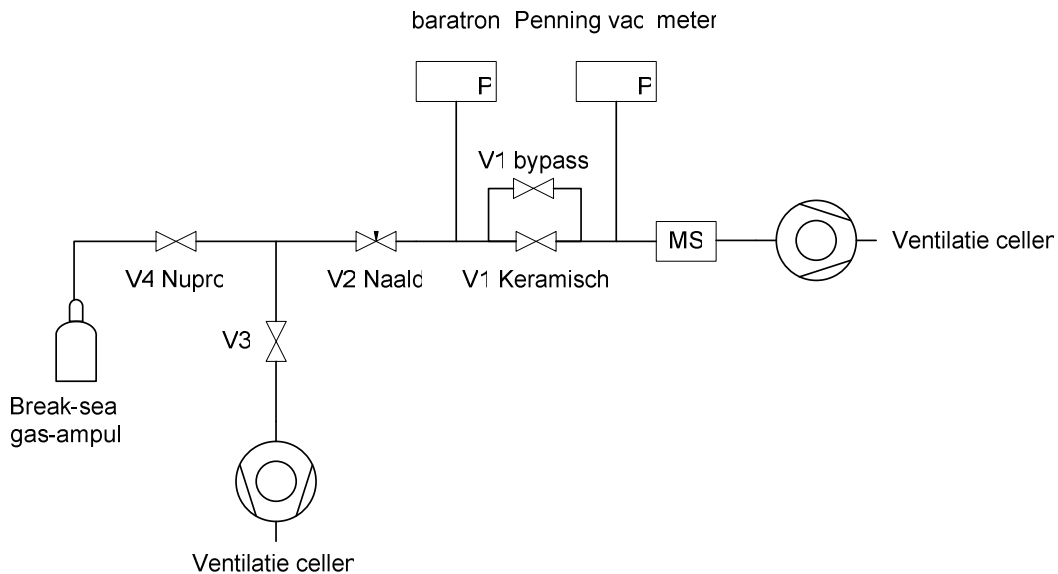 baratron Penning vac meter
P
P
V1 bypass
MS
Ventilatie cellen
V4 Nupro
V2 Naald
V1 Keramisch
V3
Break-sea
gas-ampul
Ventilatie cellen